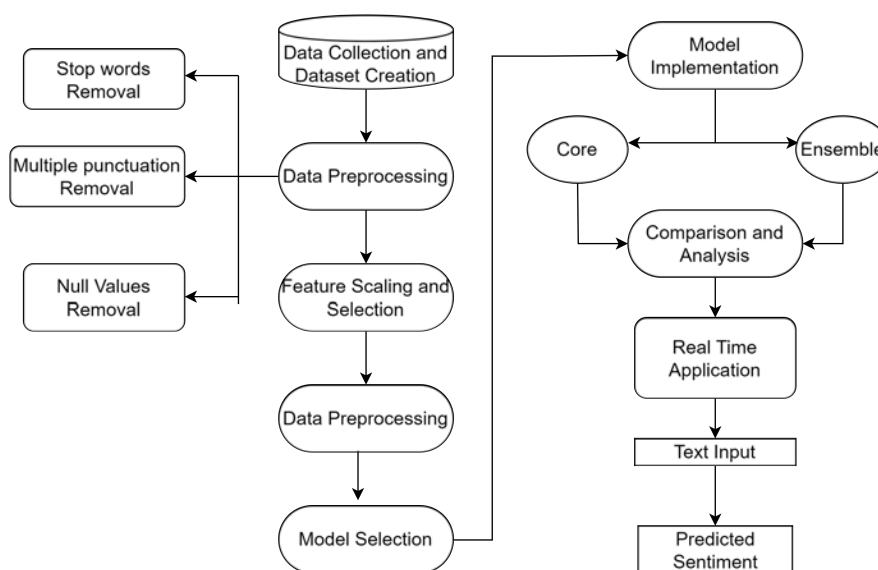 Data Collection and
Dataset Creation
Stop words
Removal
Multiple punctuation
Removal
Data Preprocessing
Null Values
Removal
Feature Scaling and
Selection
Data Preprocessing
Model Selection
Model
Implementation
Core
Ensemble
Comparison and
Analysis
Real Time
Application
Text Input
Predicted
Sentiment